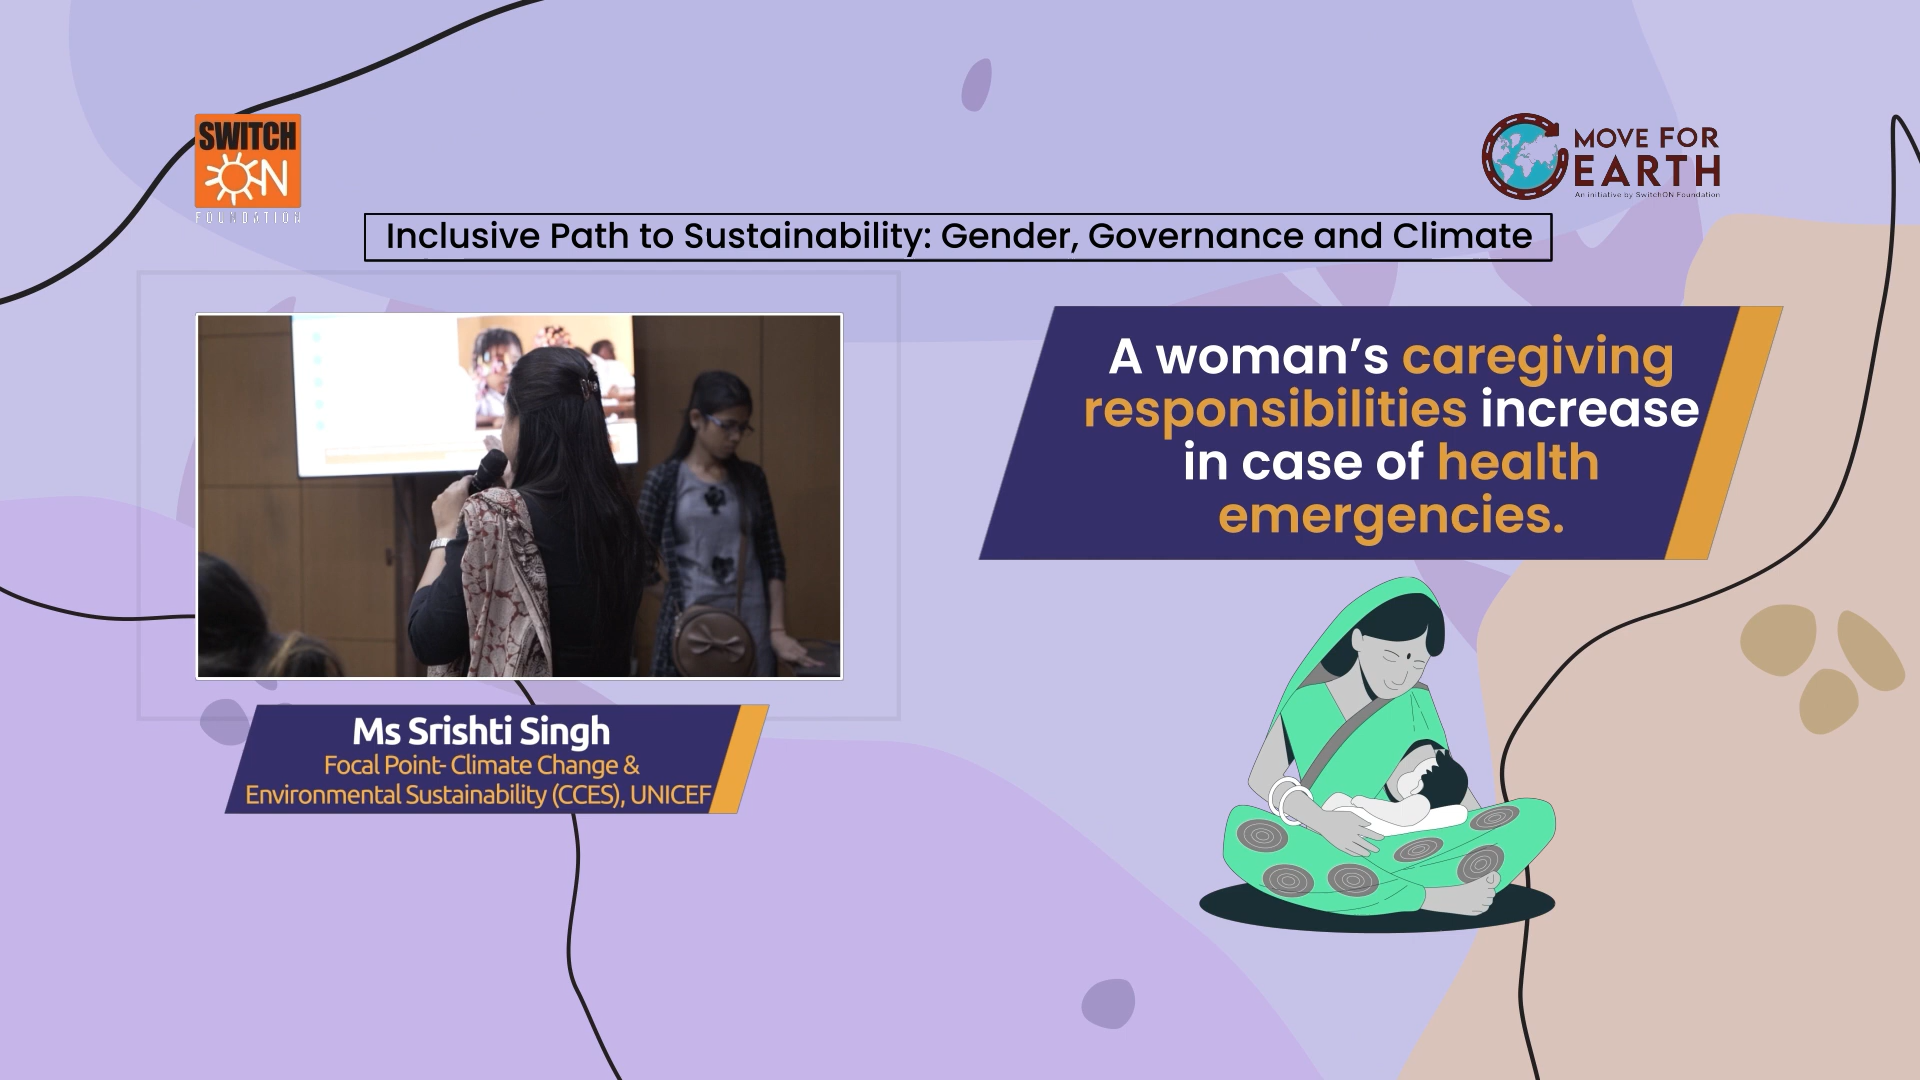 SWITCH
ON
FOUNDATION
MOVE FOR
EARTH
An initiative by SwitchON Foundation
Inclusive Path to Sustainability: Gender, Governance and Climate
A woman’s caregiving
responsibilities increase
in case of health
emergencies.
Ms Srishti Singh
Focal Point- Climate Change &
Environmental Sustainability (CCES), UNICEF